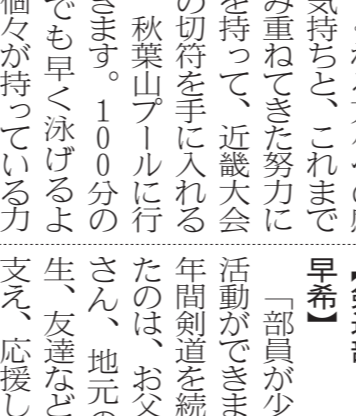 気持ちと、これまで
み重ねてきた努力に
を持って、近畿大会
の切符を手に入れる
秋葉山プールに行
きます。100分の
でも早く泳げるよ
個々が持っている力
早希】
「部員が少
活動ができま
年間剣道を続
たのは、お父
さん、地元の
生、友達など
支え、応援し